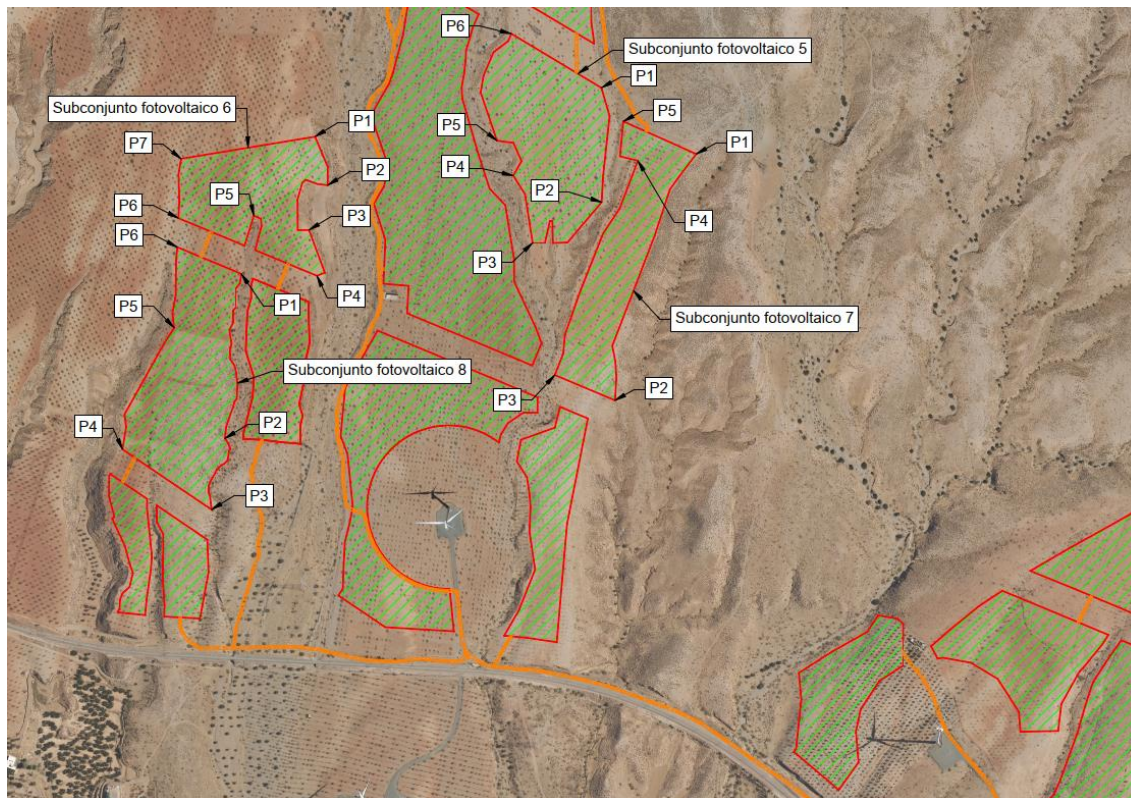 P6
Subconjunto fotovoltaico 5
P1
Subconjunto fotovoltaico 6
P5
P1
P7
P5
P1
P2
P4
P5
P2
P4
P6
P3
P6
P3
P4
P1
P5
Subconjunto fotovoltaico 7
Subconjunto fotovoltaico 8
P3
P2
P2
P4
P3